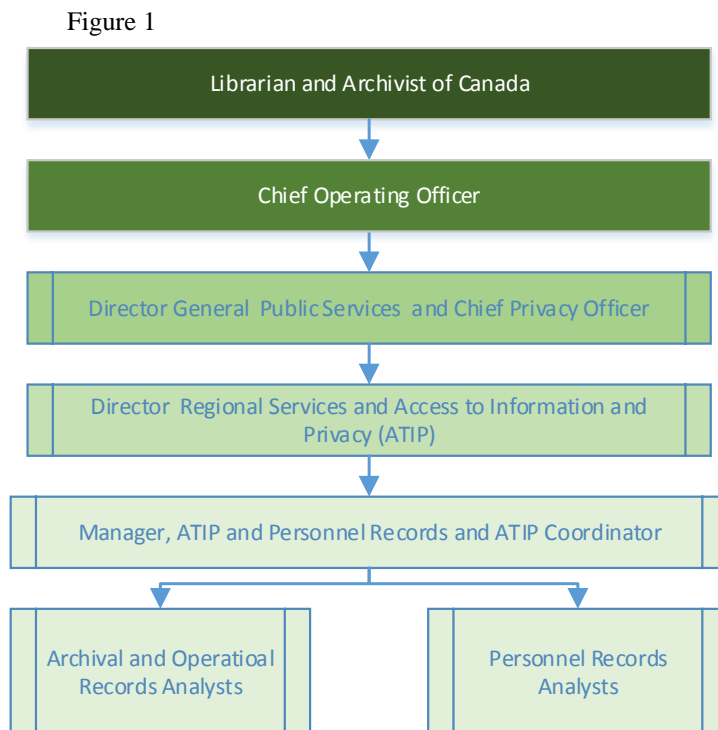 Figure 1
Librarian and Archivist of Canada
Chief Operating Officer
Director General Public Services and Chief Privacy Officer
Director Regional Services and Access to Information and
Privacy (ATIP)
Manager, ATIP and Personnel Records and ATIP Coordinator
Archival and Operatioal
Records Analysts
Personnel Records
Analysts